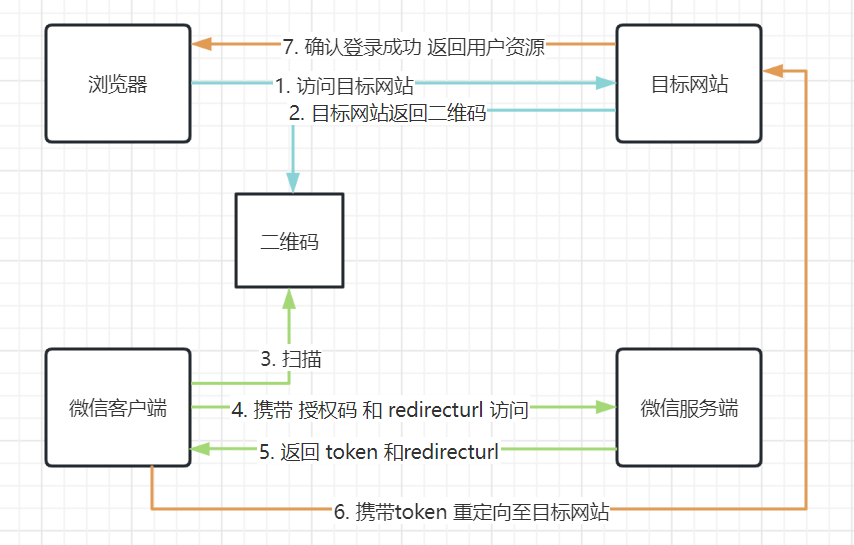 7. 确认登录成功 返回用户资源
浏览器
1. 访问目标网站
目标网站
2. 目标网站返回二维码
二维码
3. 扫描
微信客户端
4. 携带 授权码 和 redirecturl 访问
微信服务端
5. 返回 token 和redirecturl
6. 携带token 重定向至目标网站